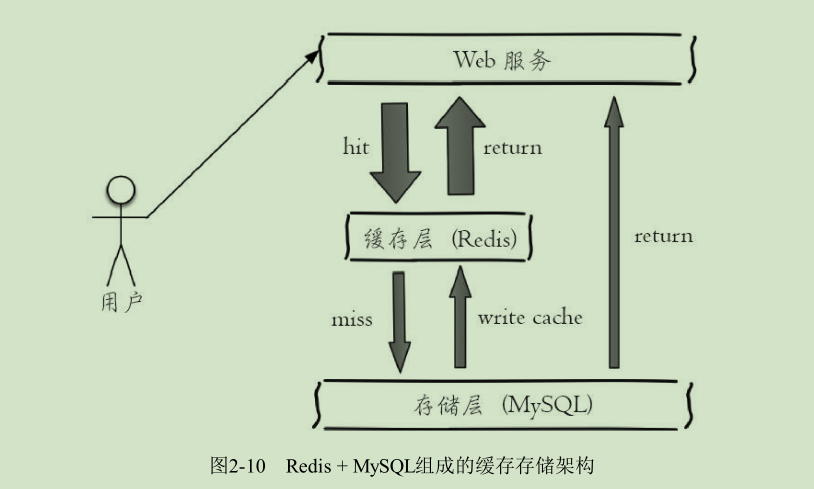 Web 服务
hit
return
缓存层 (Redis)
return
用户
miss
write cache
存储层 (MySQL)
图2-10 Redis + MySQL组成的缓存存储架构